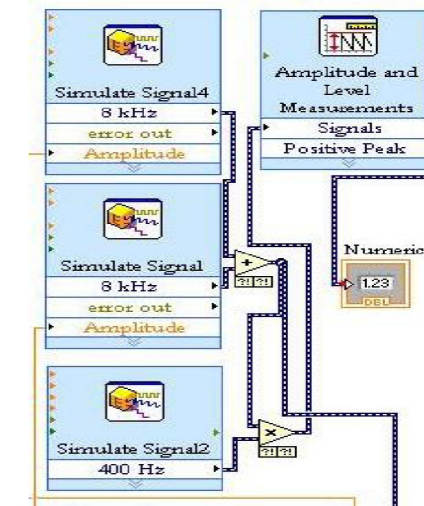 Simulate Signal4
8 kHz
error out
Amplitude
Amplitude and
Level
Measurements
Signals
Positive Peak
Simulate Signal
8 kHz
error out
Amplitude
+
?! ?!
Numeric
1.23
DBL
Simulate Signal2
400 Hz
×
?! ?!